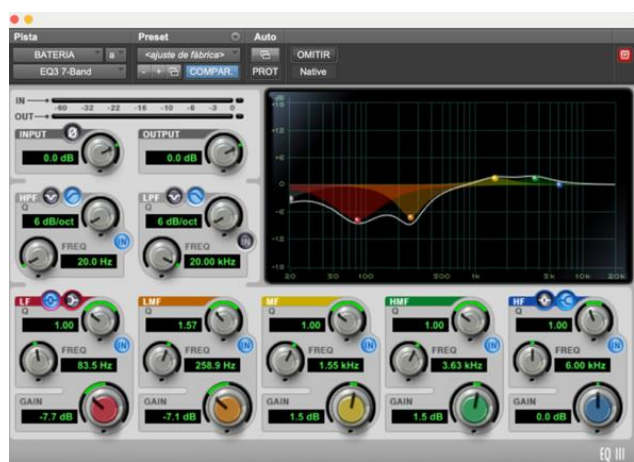 Pista Preset Auto
BATERIA a <ajuste de fábrica> OMITIR
EQ3 7-Band - + COMPAR. PROT Native
IN -60 -32 -22 -16 -10 -6 -3 0
OUT
INPUT Ø OUTPUT
0.0 dB 0.0 dB
HPF LPF
Q Q
6 dB/oct 6 dB/oct
FREQ IN FREQ IN
20.0 Hz 20.00 kHz
+18
+12
+6
0
-6
-12
-18
20 50 100 500 1k 5k 10k 20k
LF LMF MF HMF HF
Q Q Q Q Q
1.00 1.57 1.00 1.00 1.00
FREQ IN FREQ IN FREQ IN FREQ IN FREQ IN
83.5 Hz 258.9 Hz 1.55 kHz 3.63 kHz 6.00 kHz
GAIN GAIN GAIN GAIN GAIN
-7.7 dB -7.1 dB 1.5 dB 1.5 dB 0.0 dB
EQ III